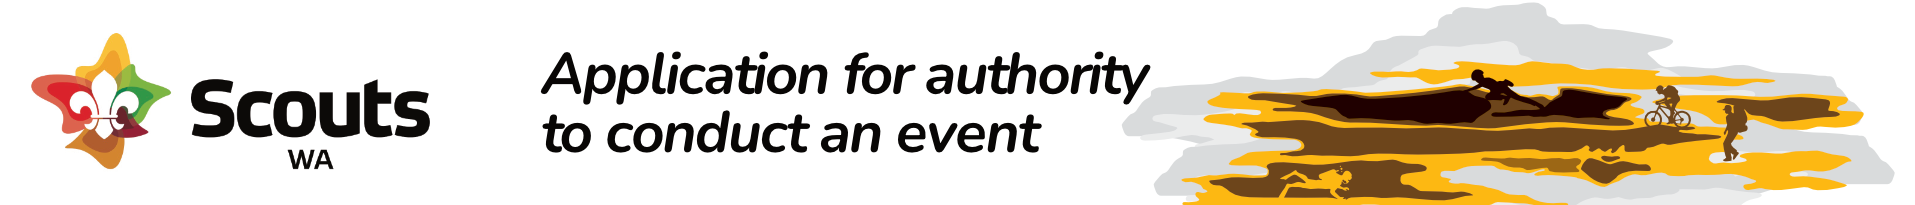 Scouts
WA
Application for authority
to conduct an event